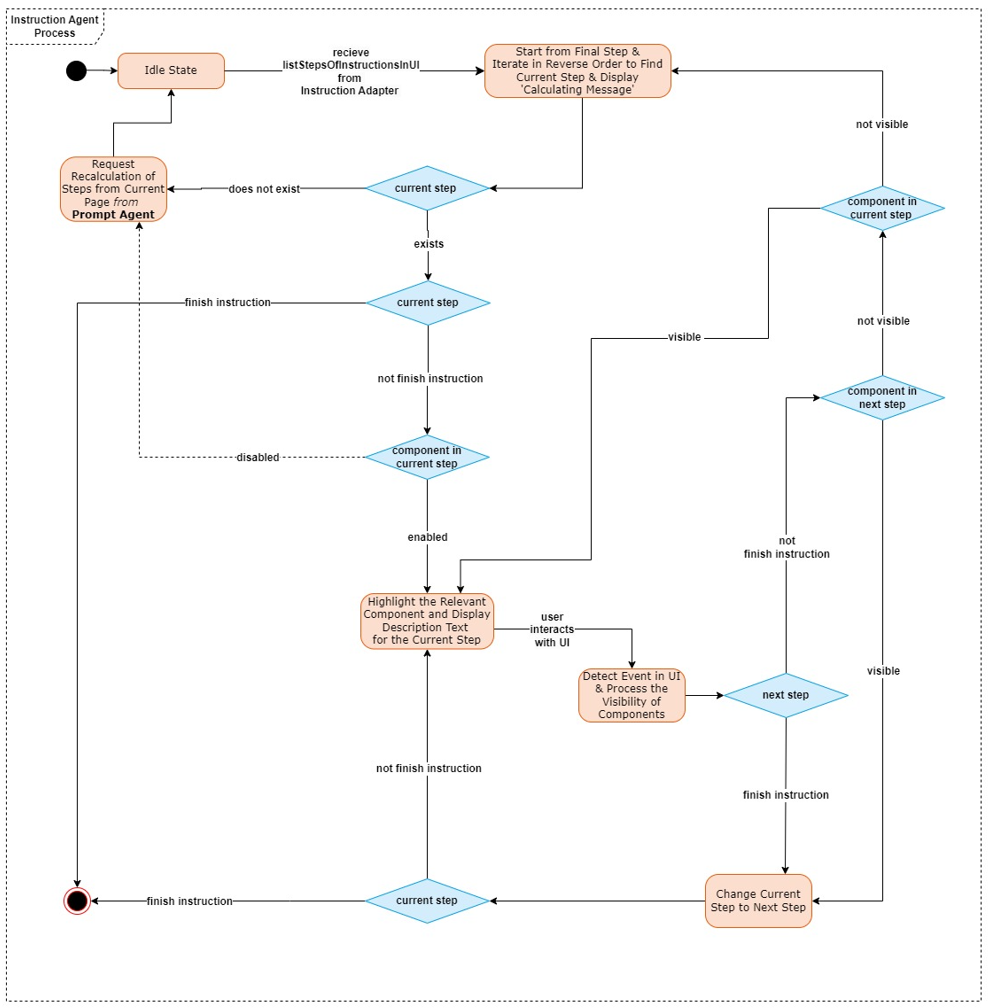 Instruction Agent
Process
Idle State
recieve
listStepsOfInstructionsInUI
from
Instruction Adapter
Start from Final Step &
Iterate in Reverse Order to Find
Current Step & Display
'Calculating Message'
not visible
Request
Recalculation of
Steps from Current
Page from
Prompt Agent
does not exist
current step
component in
current step
exists
finish instruction
current step
not visible
visible
not finish instruction
component in
next step
disabled
component in
current step
enabled
not
finish instruction
Highlight the Relevant
Component and Display
Description Text
for the Current Step
user
interacts
with UI
visible
Detect Event in UI
& Process the
Visibility of
Components
next step
not finish instruction
finish instruction
finish instruction
current step
Change Current
Step to Next Step